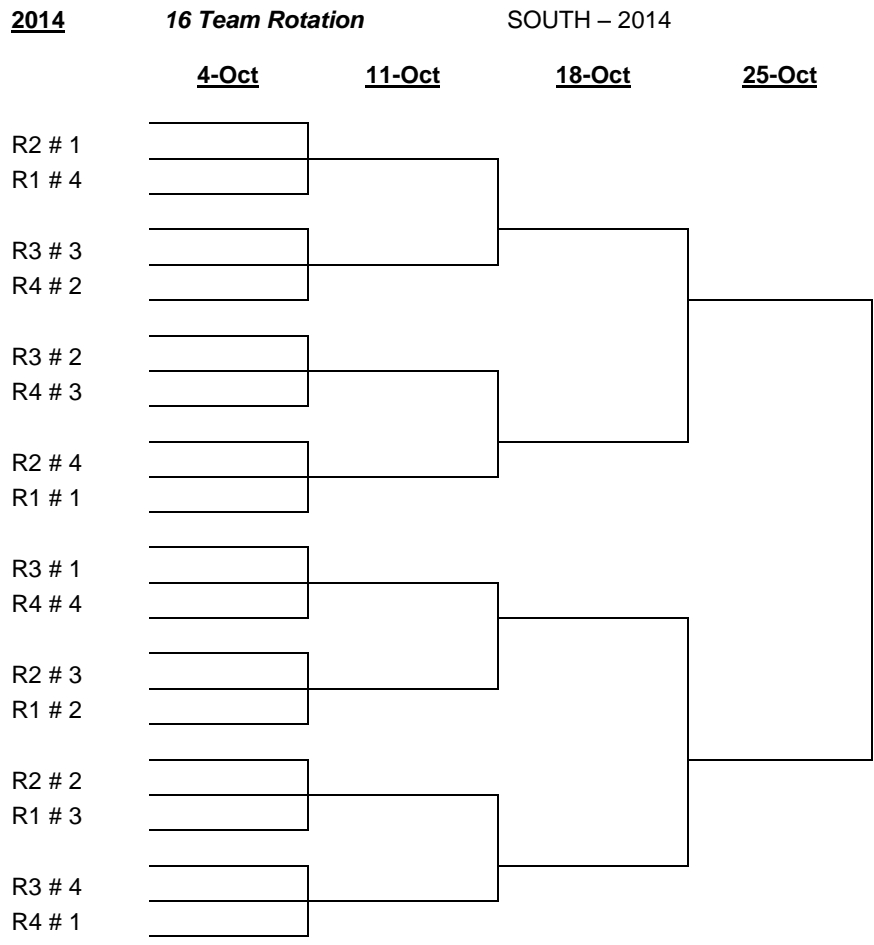 2014 16 Team Rotation SOUTH – 2014
4-Oct 11-Oct 18-Oct 25-Oct
R2 # 1
R1 # 4
R3 # 3
R4 # 2
R3 # 2
R4 # 3
R2 # 4
R1 # 1
R3 # 1
R4 # 4
R2 # 3
R1 # 2
R2 # 2
R1 # 3
R3 # 4
R4 # 1